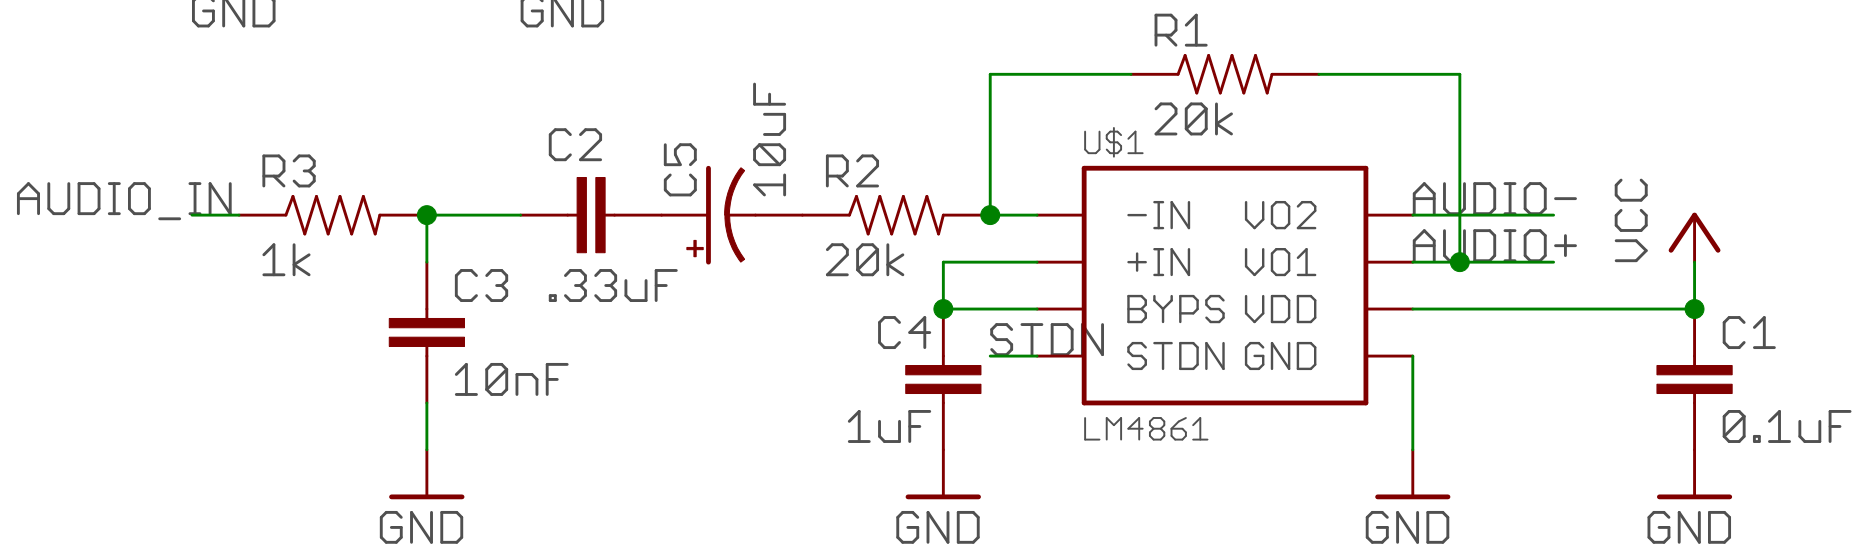 GND
GND
R1
20k
U$1
C2
C5
10uF
R2
R3
AUDIO_IN
1k
.33uF
20k
-IN VO2
+IN VO1
BYPS VDD
STDN GND
AUDIO-
AUDIO+
VCC
C3
10nF
C4
STDN
1uF
LM4861
C1
0.1uF
GND
GND
GND
GND